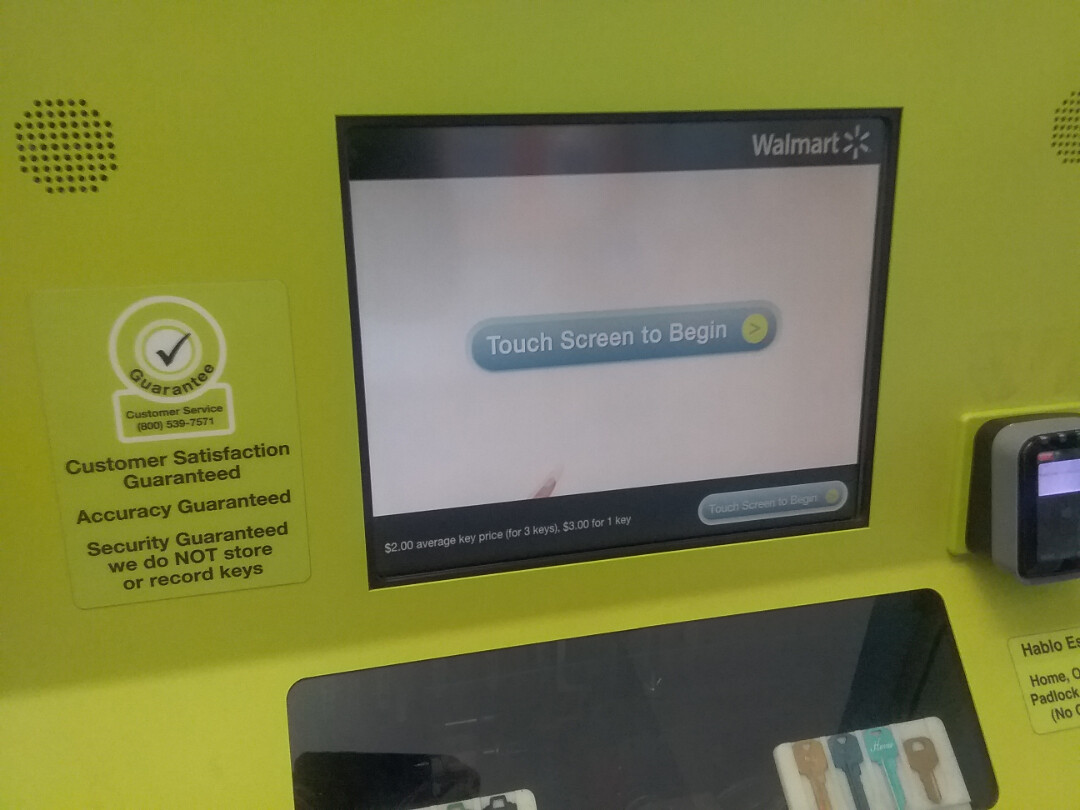 Walmart
Touch Screen to Begin >
Touch Screen to Begin
$2.00 average key price (for 3 keys), $3.00 for 1 key
Guarantee
Customer Service
(800) 539-7571
Customer Satisfaction
Guaranteed
Accuracy Guaranteed
Security Guaranteed
we do NOT store
or record keys
Hablo Es
Home, O
Padlock
(No